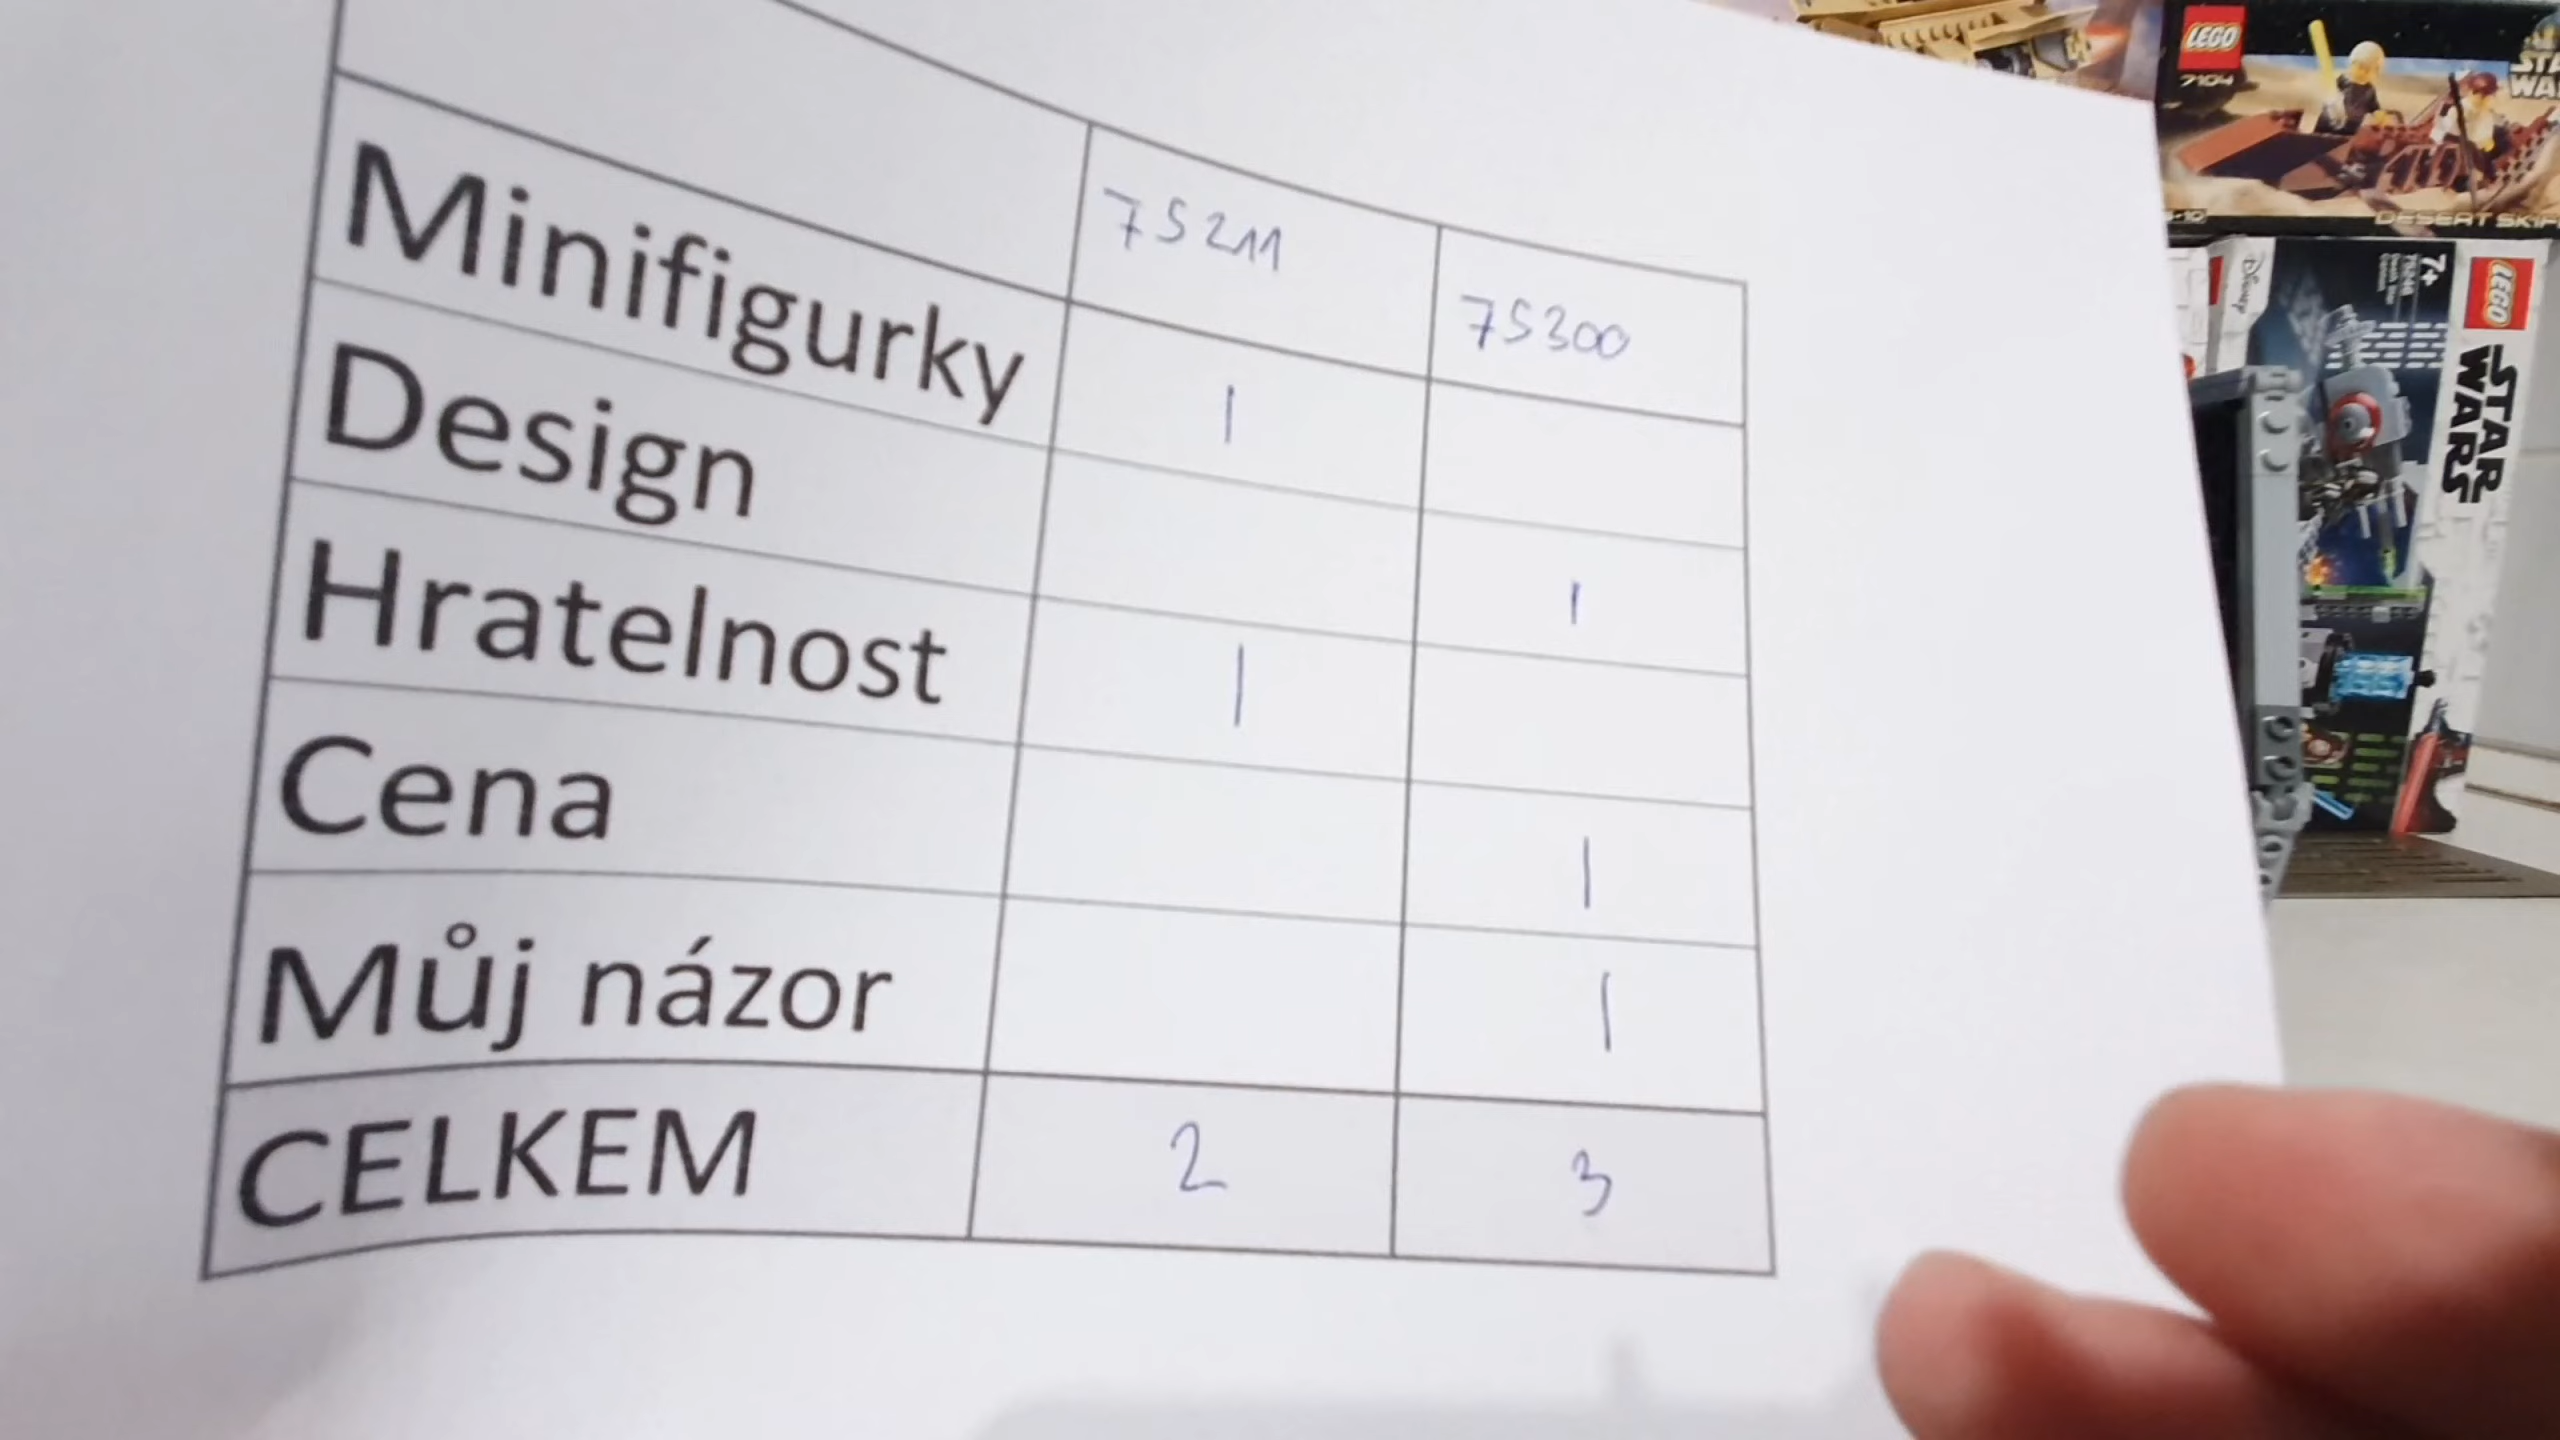 75211 75300
Minifigurky 1
Design 1
Hratelnost 1
Cena 1
Můj názor 1
CELKEM 2 3
LEGO
7104
STAR
WARS
DESERT SKIFF
Disney
7+
LEGO
STAR
WARS